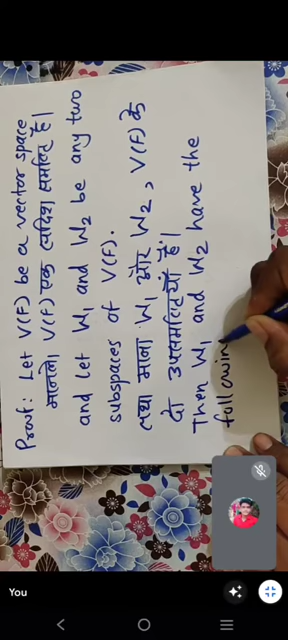 Proof: Let V(F) be a vector space
मानलो V(F) एक सदिश समष्टि है।
and let W₁ and W₂ be any two
subspaces of V(F).
तथा माना W₁ और W₂, V(F) के
दो उपसमष्टियाँ हैं।
Then W₁ and W₂ have the
followin
You